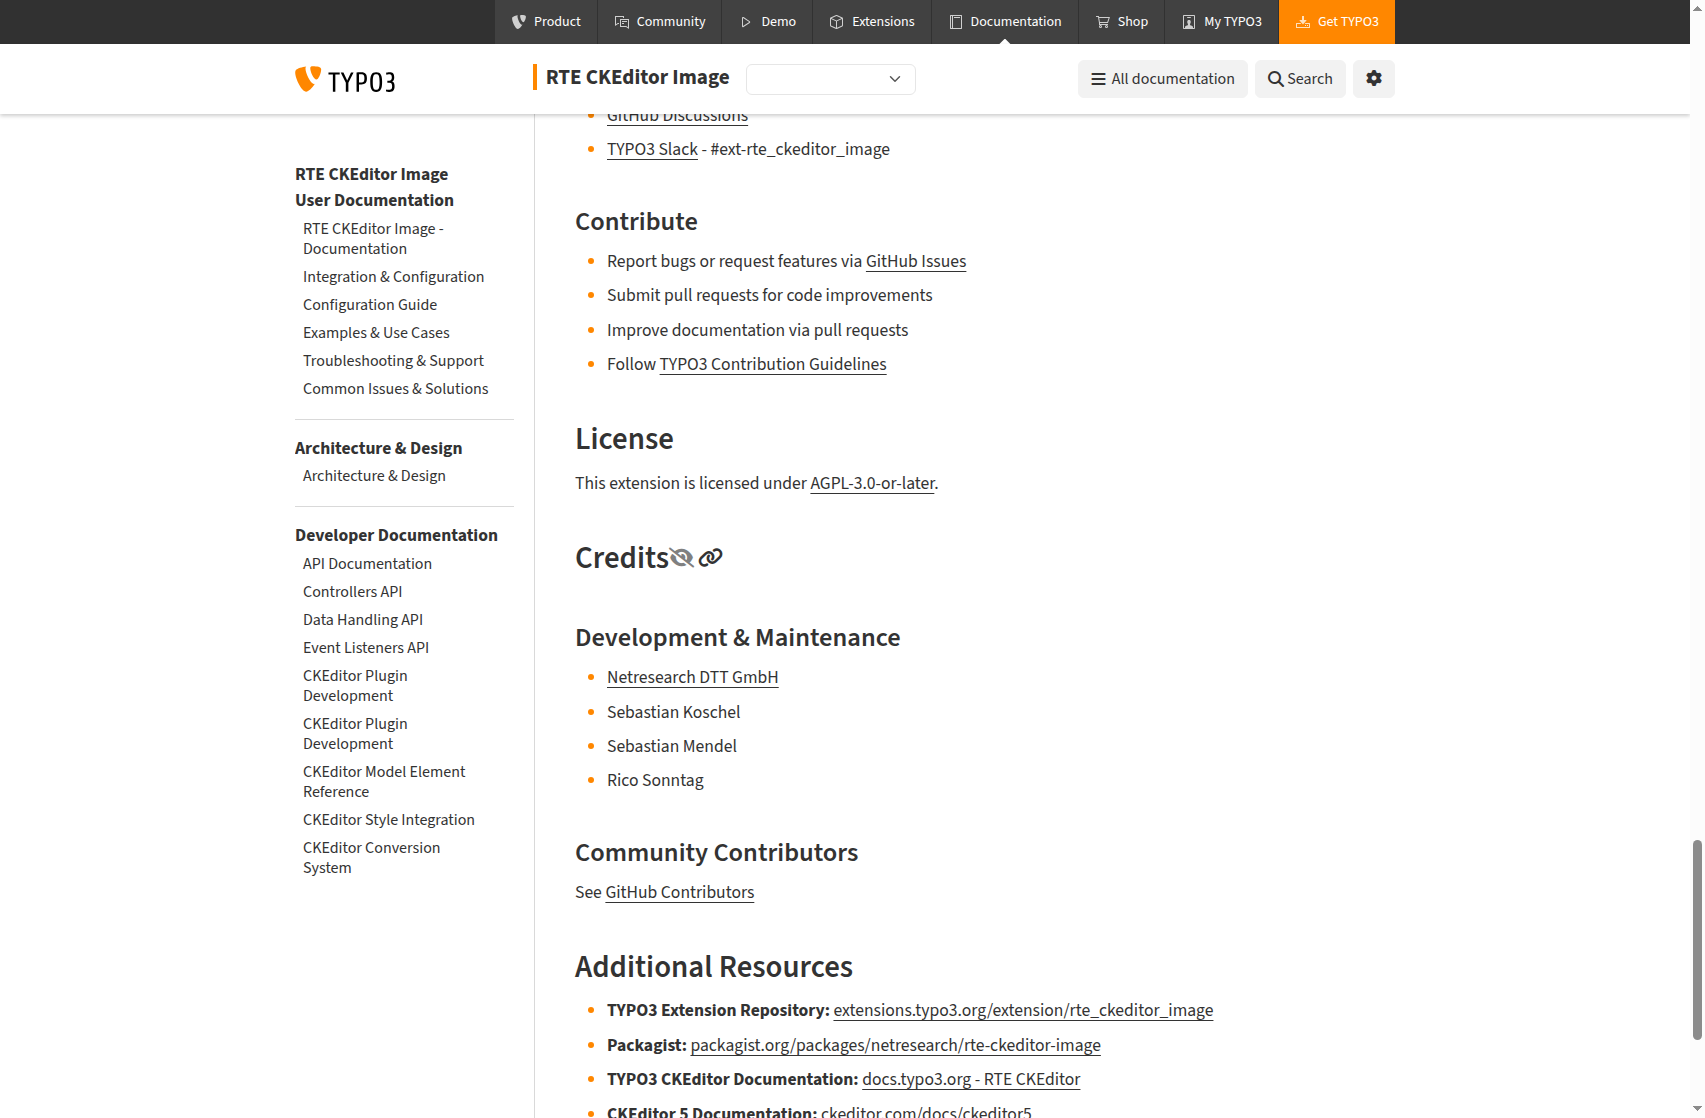 Product
Community
Demo
Extensions
Documentation
Shop
My TYPO3
Get TYPO3
TYPO3
RTE CKEditor Image
All documentation
Search
RTE CKEditor Image
User Documentation
RTE CKEditor Image -
Documentation
Integration & Configuration
Configuration Guide
Examples & Use Cases
Troubleshooting & Support
Common Issues & Solutions
Architecture & Design
Architecture & Design
Developer Documentation
API Documentation
Controllers API
Data Handling API
Event Listeners API
CKEditor Plugin
Development
CKEditor Plugin
Development
CKEditor Model Element
Reference
CKEditor Style Integration
CKEditor Conversion
System
GitHub Discussions
TYPO3 Slack - #ext-rte_ckeditor_image
Contribute
Report bugs or request features via GitHub Issues
Submit pull requests for code improvements
Improve documentation via pull requests
Follow TYPO3 Contribution Guidelines
License
This extension is licensed under AGPL-3.0-or-later.
Credits
Development & Maintenance
Netresearch DTT GmbH
Sebastian Koschel
Sebastian Mendel
Rico Sonntag
Community Contributors
See GitHub Contributors
Additional Resources
TYPO3 Extension Repository: extensions.typo3.org/extension/rte_ckeditor_image
Packagist: packagist.org/packages/netresearch/rte-ckeditor-image
TYPO3 CKEditor Documentation: docs.typo3.org - RTE CKEditor
CKEditor 5 Documentation: ckeditor.com/docs/ckeditor5